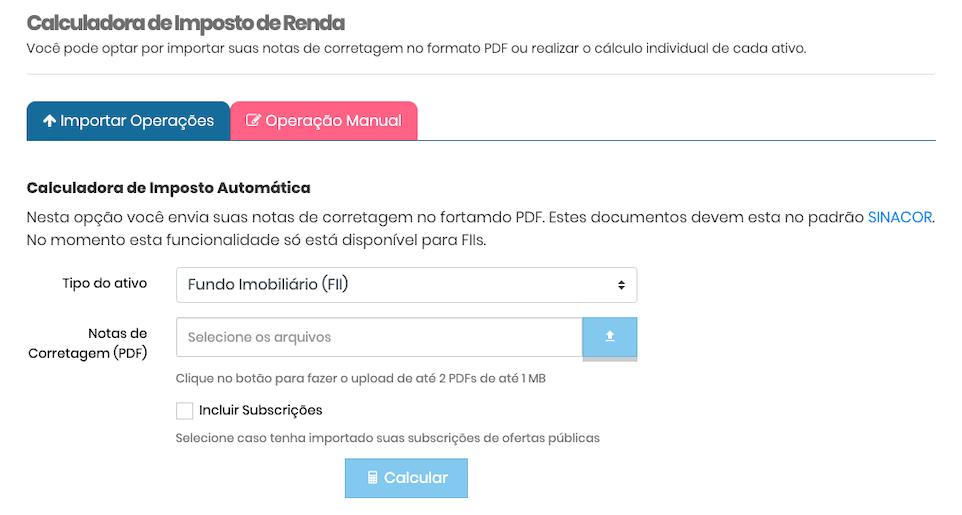 Calculadora de Imposto de Renda
Você pode optar por importar suas notas de corretagem no formato PDF ou realizar o cálculo individual de cada ativo.
Importar Operações
Operação Manual
Calculadora de Imposto Automática
Nesta opção você envia suas notas de corretagem no fortamdo PDF. Estes documentos devem esta no padrão SINACOR.
No momento esta funcionalidade só está disponível para FIIs.
Tipo do ativo
Fundo Imobiliário (FII)
Notas de
Corretagem (PDF)
Selecione os arquivos
Clique no botão para fazer o upload de até 2 PDFs de até 1 MB
Incluir Subscrições
Selecione caso tenha importado suas subscrições de ofertas públicas
Calcular